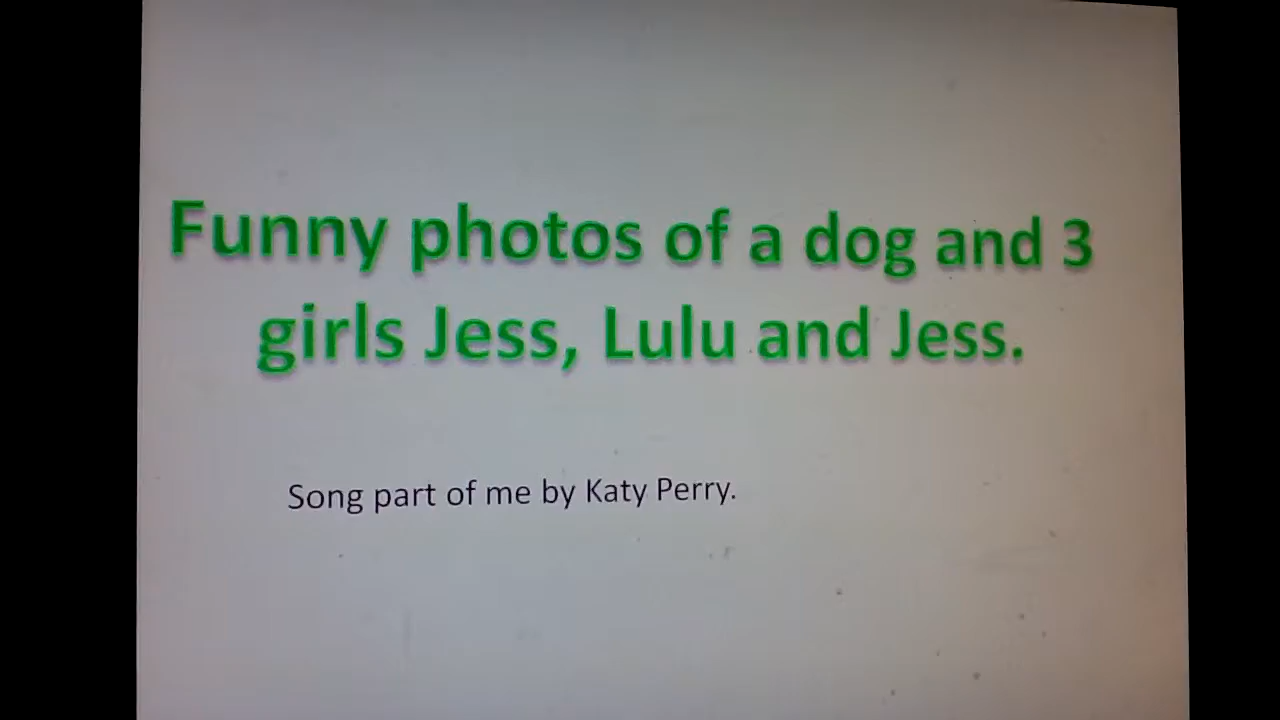 Funny photos of a dog and 3
girls Jess, Lulu and Jess.
Song part of me by Katy Perry.